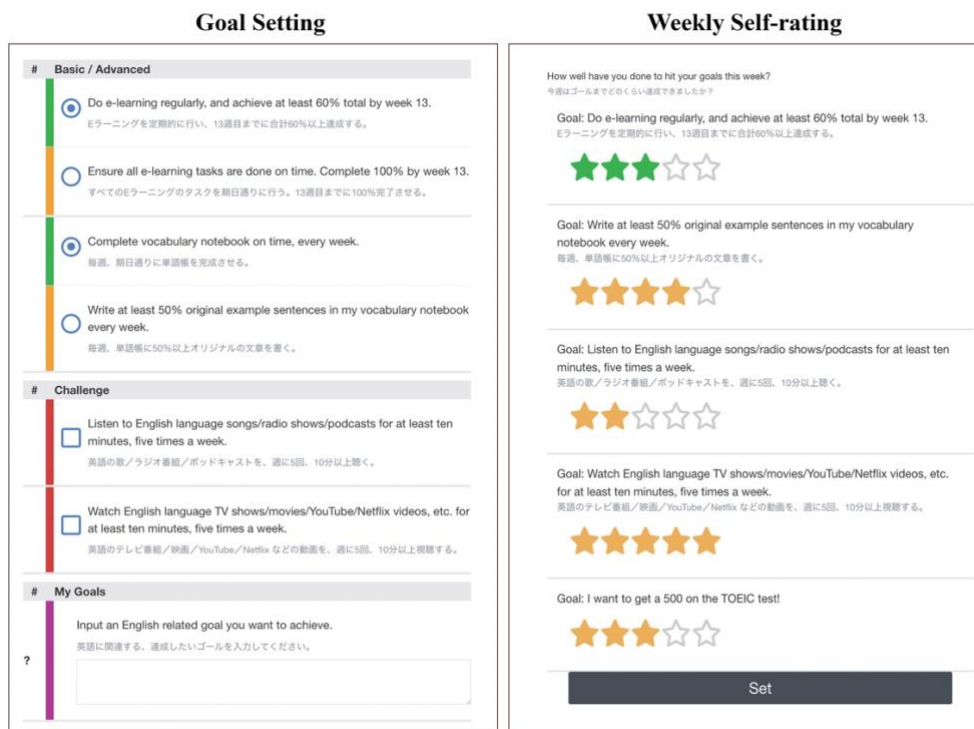 Goal Setting
# Basic / Advanced
Do e-learning regularly, and achieve at least 60% total by week 13.
Eラーニングを定期的に行い、13週目までに合計60%以上達成する。
Ensure all e-learning tasks are done on time. Complete 100% by week 13.
すべてのEラーニングのタスクを期日通りに行う。13週目までに100%完了させる。
Complete vocabulary notebook on time, every week.
毎週、期日通りに単語帳を完成させる。
Write at least 50% original example sentences in my vocabulary notebook
every week.
毎週、単語帳に50%以上オリジナルの文章を書く。
# Challenge
Listen to English language songs/radio shows/podcasts for at least ten
minutes, five times a week.
英語の歌／ラジオ番組／ポッドキャストを、週に5回、10分以上聴く。
Watch English language TV shows/movies/YouTube/Netflix videos, etc. for
at least ten minutes, five times a week.
英語のテレビ番組／映画／YouTube／Netflix などの動画を、週に5回、10分以上視聴する。
# My Goals
Input an English related goal you want to achieve.
英語に関連する、達成したいゴールを入力してください。
?
Weekly Self-rating
How well have you done to hit your goals this week?
今週はゴールまでどのくらい達成できましたか？
Goal: Do e-learning regularly, and achieve at least 60% total by week 13.
Eラーニングを定期的に行い、13週目までに合計60%以上達成する。
Goal: Write at least 50% original example sentences in my vocabulary
notebook every week.
毎週、単語帳に50%以上オリジナルの文章を書く。
Goal: Listen to English language songs/radio shows/podcasts for at least ten
minutes, five times a week.
英語の歌／ラジオ番組／ポッドキャストを、週に5回、10分以上聴く。
Goal: Watch English language TV shows/movies/YouTube/Netflix videos, etc.
for at least ten minutes, five times a week.
英語のテレビ番組／映画／YouTube／Netflix などの動画を、週に5回、10分以上視聴する。
Goal: I want to get a 500 on the TOEIC test!
Set